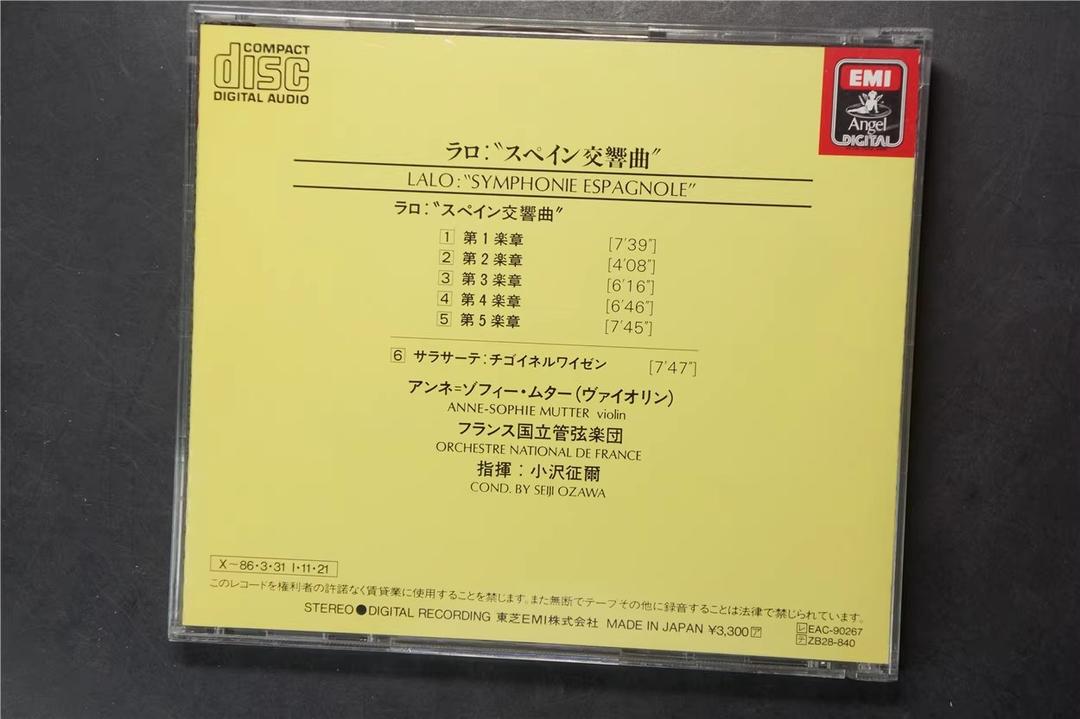 COMPACT
disc
DIGITAL AUDIO
EMI
Angel
DIGITAL
ラロ:〝スペイン交響曲〟
LALO:"SYMPHONIE ESPAGNOLE"
ラロ:〝スペイン交響曲〟
1 第1楽章 [7'39"]
2 第2楽章 [4'08"]
3 第3楽章 [6'16"]
4 第4楽章 [6'46"]
5 第5楽章 [7'45"]
6 サラサーテ:チゴイネルワイゼン [7'47"]
アンネ=ゾフィー・ムター(ヴァイオリン)
ANNE-SOPHIE MUTTER violin
フランス国立管弦楽団
ORCHESTRE NATIONAL DE FRANCE
指揮:小沢征爾
COND. BY SEIJI OZAWA
X~86・3・31 I・11・21
このレコードを権利者の許諾なく賃貸業に使用することを禁じます。また無断でテープその他に録音することは法律で禁じられています。
STEREO●DIGITAL RECORDING 東芝EMI株式会社 MADE IN JAPAN ¥3,300 ア
レ EAC-90267
テ ZB28-840